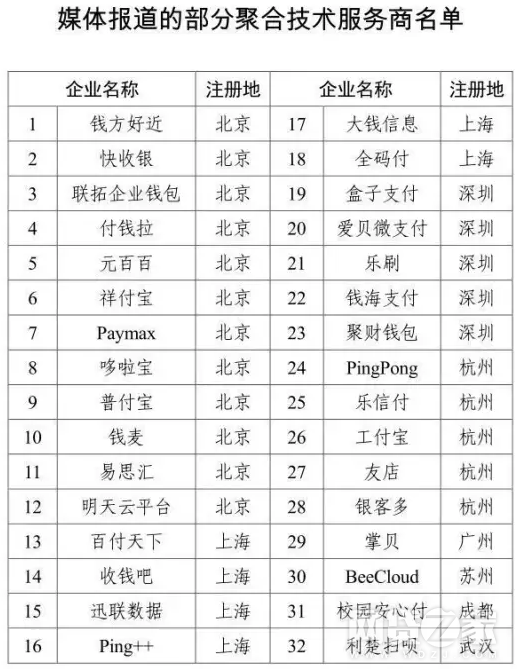 媒体报道的部分聚合技术服务商名单
企业名称 注册地 企业名称 注册地
1 钱方好近 北京 17 大钱信息 上海
2 快收银 北京 18 全码付 上海
3 联拓企业钱包 北京 19 盒子支付 深圳
4 付钱拉 北京 20 爱贝微支付 深圳
5 元百百 北京 21 乐刷 深圳
6 祥付宝 北京 22 钱海支付 深圳
7 Paymax 北京 23 聚财钱包 深圳
8 哆啦宝 北京 24 PingPong 杭州
9 普付宝 北京 25 乐信付 杭州
10 钱麦 北京 26 工付宝 杭州
11 易思汇 北京 27 友店 杭州
12 明天云平台 北京 28 银客多 杭州
13 百付天下 上海 29 掌贝 广州
14 收钱吧 上海 30 BeeCloud 苏州
15 迅联数据 上海 31 校园安心付 成都
16 Ping++ 上海 32 利楚扫呗 武汉